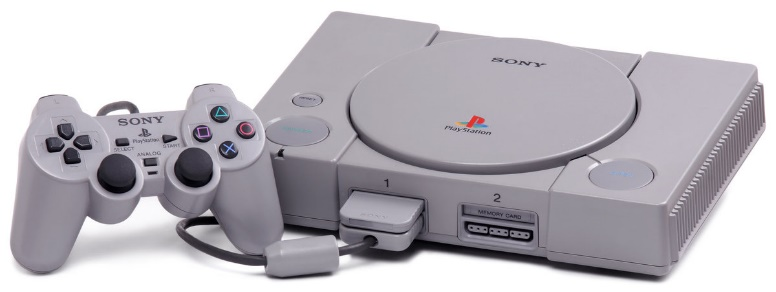 SONY
PlayStation
SELECT
START
ANALOG
SONY
PlayStation
1
2
MEMORY CARD